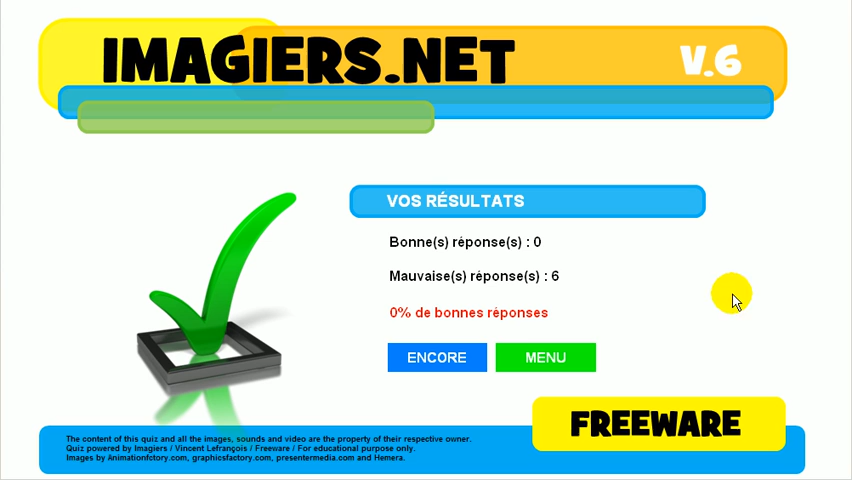 IMAGIERS.NET
V.6
VOS RÉSULTATS
Bonne(s) réponse(s) : 0
Mauvaise(s) réponse(s) : 6
0% de bonnes réponses
ENCORE
MENU
FREEWARE
The content of this quiz and all the images, sounds and video are the property of their respective owner.
Quiz powered by Imagiers / Vincent Lefrançois / Freeware / For educational purpose only.
Images by Animationfctory.com, graphicsfactory.com, presentermedia.com and Hemera.